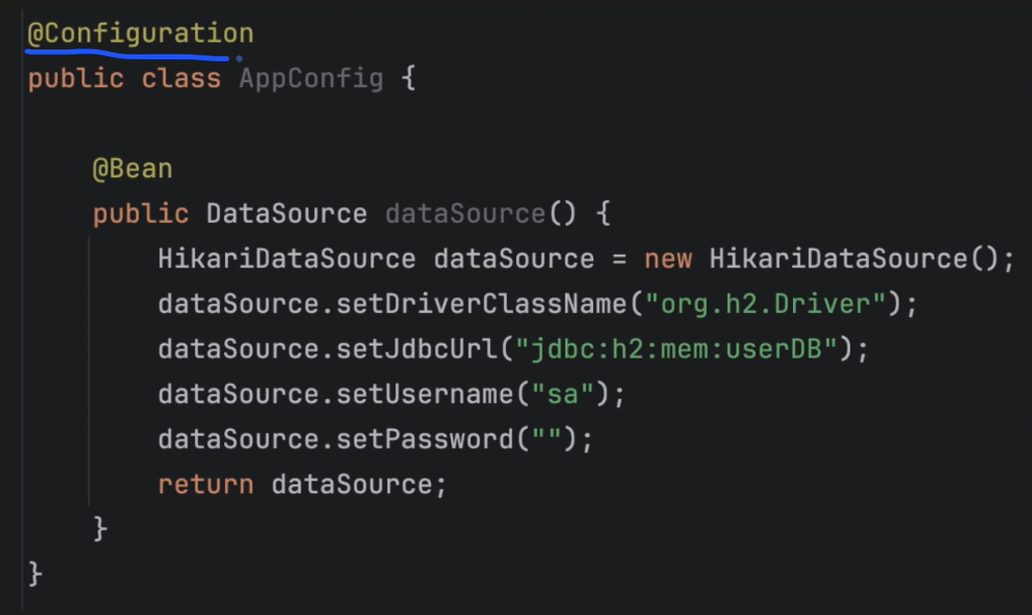 @Configuration
public class AppConfig {
@Bean
public DataSource dataSource() {
HikariDataSource dataSource = new HikariDataSource();
dataSource.setDriverClassName("org.h2.Driver");
dataSource.setJdbcUrl("jdbc:h2:mem:userDB");
dataSource.setUsername("sa");
dataSource.setPassword("");
return dataSource;
}
}